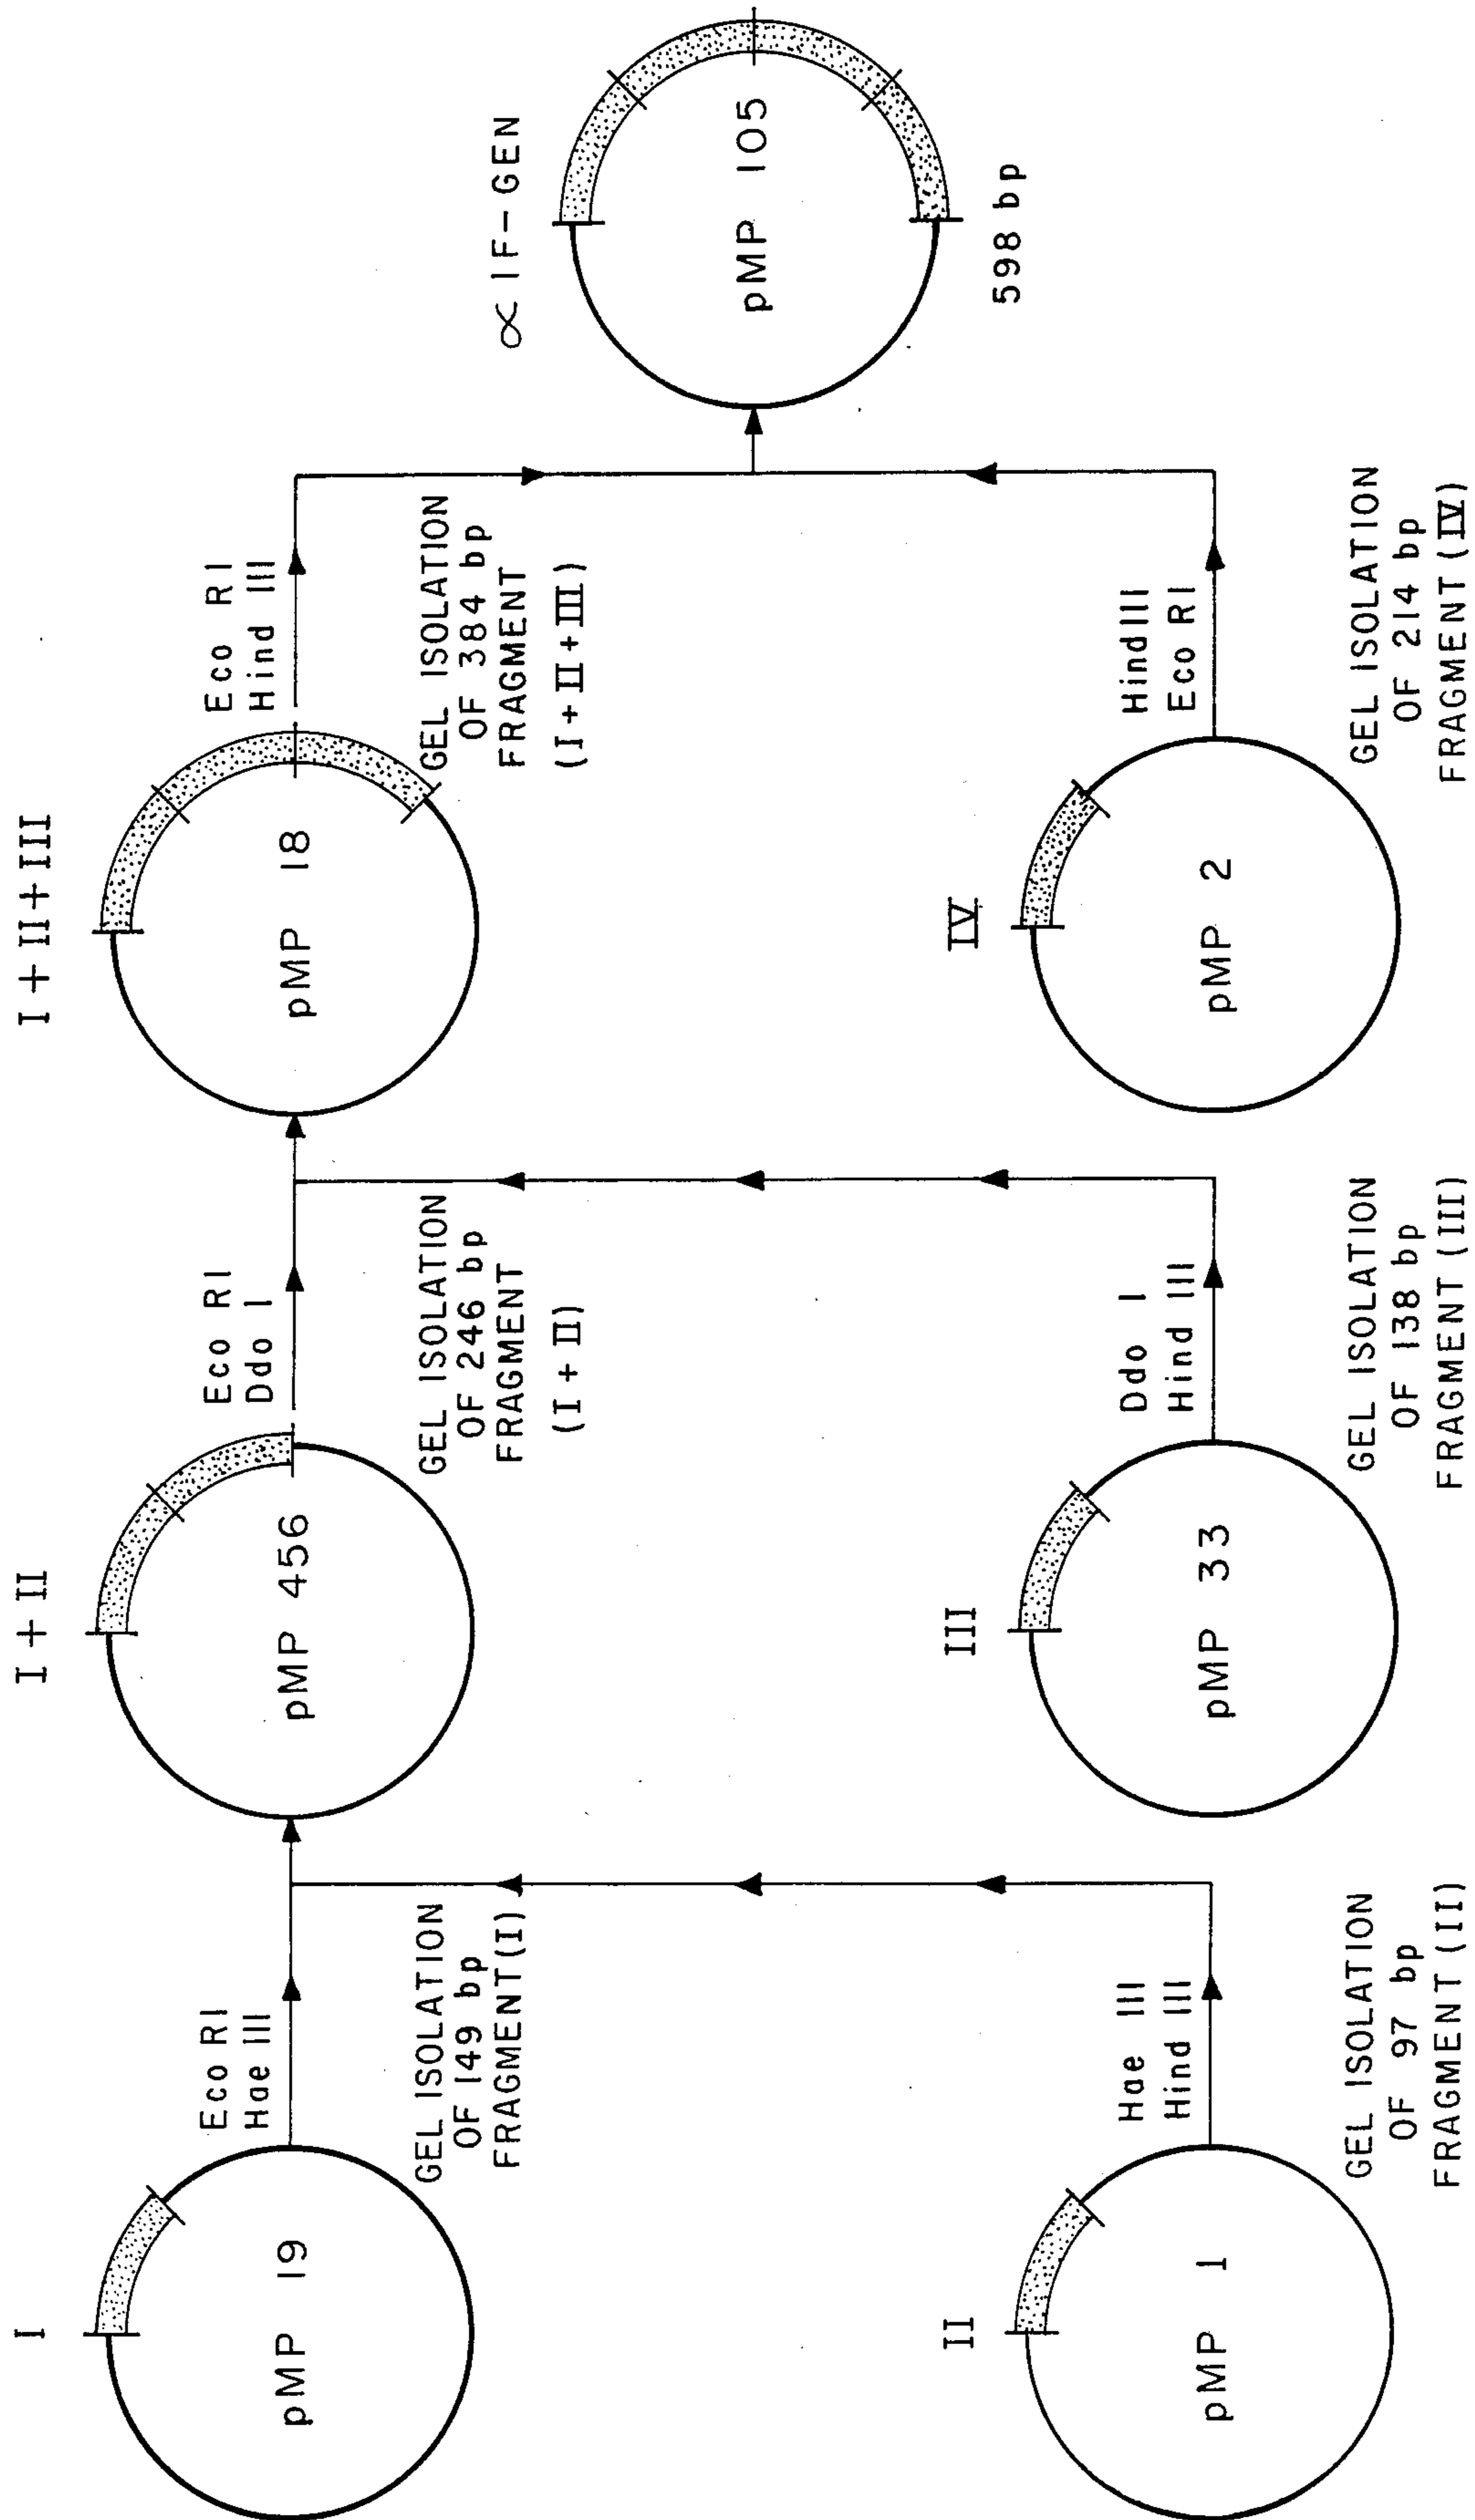 I
pMP 19
Eco RI
Hae III
GEL ISOLATION
OF 149 bp
FRAGMENT (I)
II
pMP 1
Hae III
Hind III
GEL ISOLATION
OF 97 bp
FRAGMENT (II)
I + II
pMP 456
Eco RI
Ddo I
GEL ISOLATION
OF 246 bp
FRAGMENT
(I + II)
III
pMP 33
Ddo I
Hind III
GEL ISOLATION
OF 138 bp
FRAGMENT (III)
I + II + III
pMP 18
Eco RI
Hind III
GEL ISOLATION
OF 384 bp
FRAGMENT
(I + II + III)
IV
pMP 2
Hind III
Eco RI
GEL ISOLATION
OF 214 bp
FRAGMENT (IV)
α IF-GEN
pMP 105
598 bp